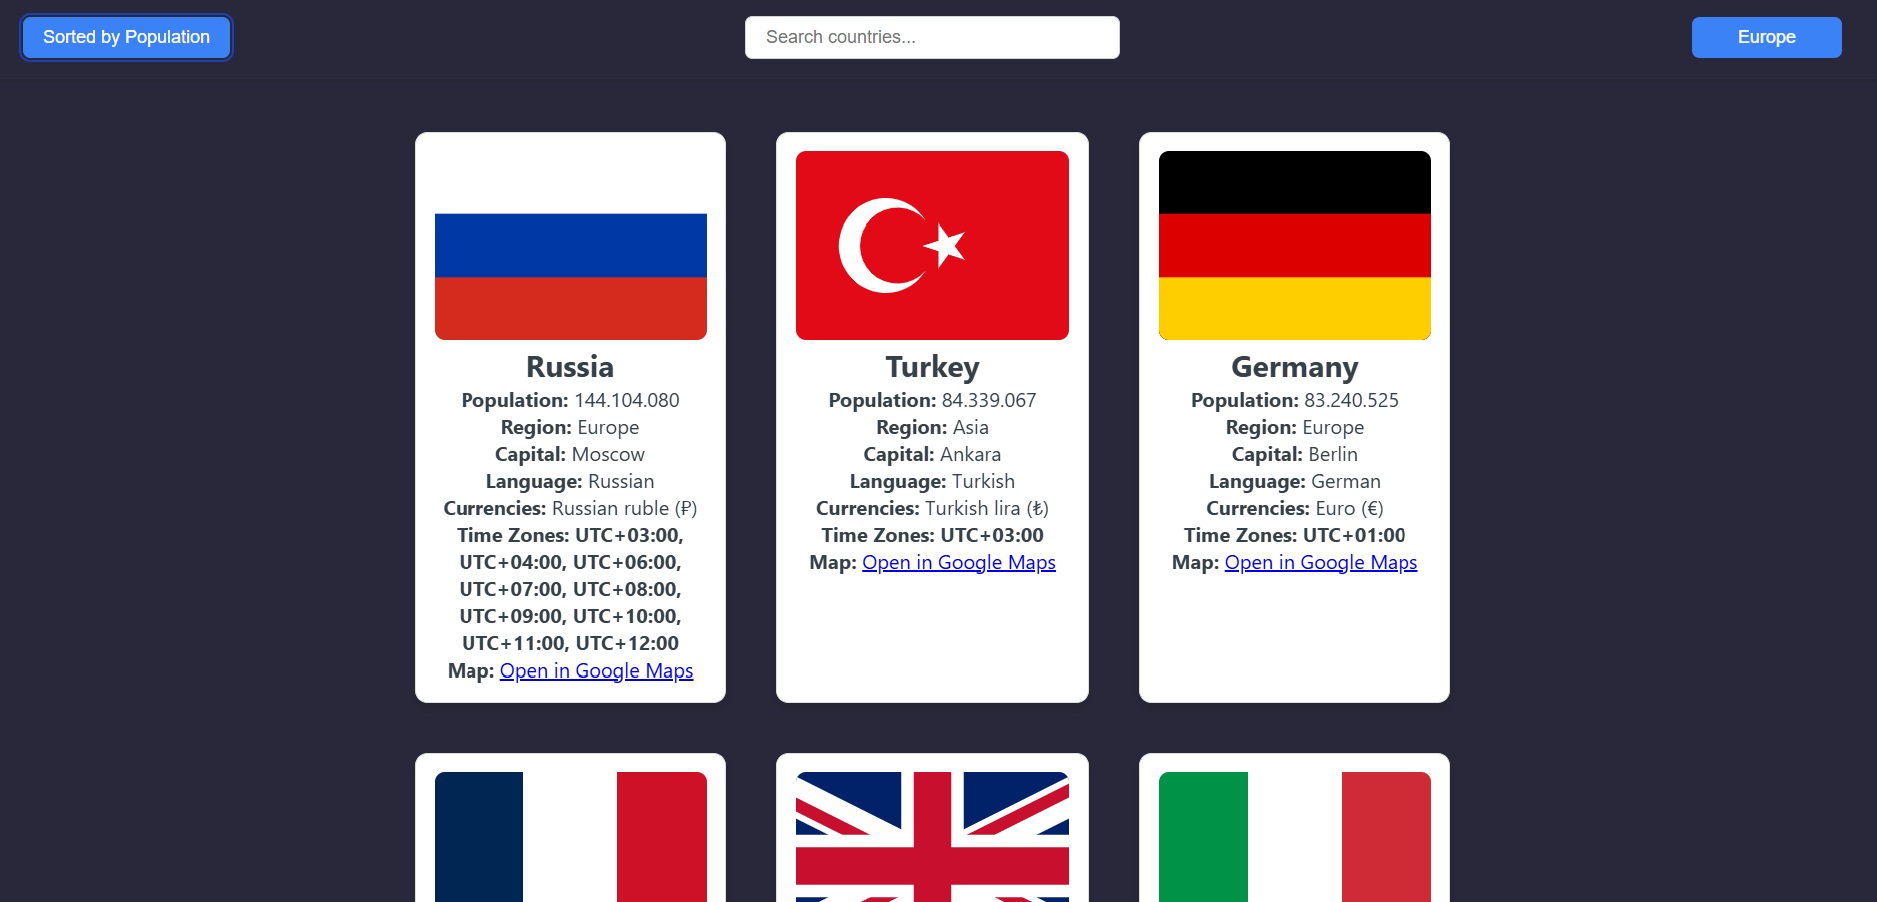 Sorted by Population
Search countries...
Europe
Russia
Population: 144.104.080
Region: Europe
Capital: Moscow
Language: Russian
Currencies: Russian ruble (₽)
Time Zones: UTC+03:00,
UTC+04:00, UTC+06:00,
UTC+07:00, UTC+08:00,
UTC+09:00, UTC+10:00,
UTC+11:00, UTC+12:00
Map: Open in Google Maps
Turkey
Population: 84.339.067
Region: Asia
Capital: Ankara
Language: Turkish
Currencies: Turkish lira (₺)
Time Zones: UTC+03:00
Map: Open in Google Maps
Germany
Population: 83.240.525
Region: Europe
Capital: Berlin
Language: German
Currencies: Euro (€)
Time Zones: UTC+01:00
Map: Open in Google Maps